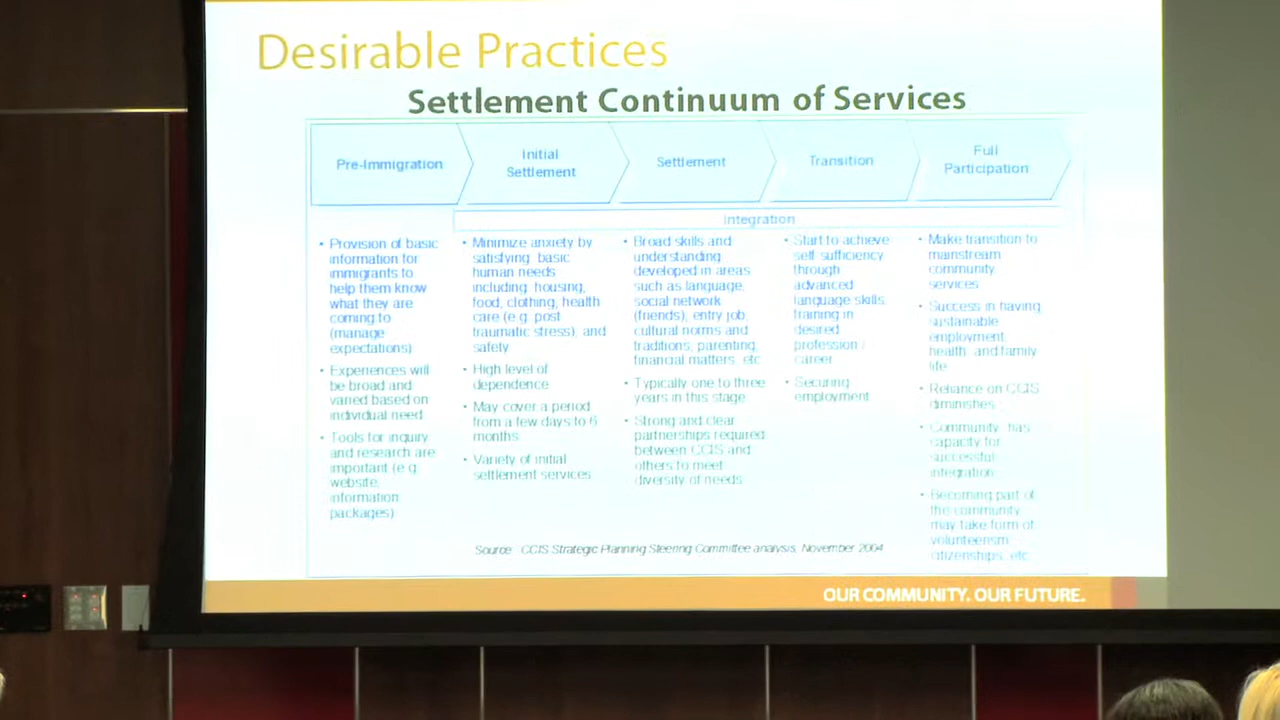 Desirable Practices
Settlement Continuum of Services
Pre-Immigration
Initial
Settlement
Settlement
Transition
Full
Participation
Integration
• Provision of basic
information for
immigrants to
help them know
what they are
coming to
(manage
expectations)
• Experiences will
be broad and
varied based on
individual need
• Tools for inquiry
and research are
important (e.g.
website,
information
packages)
• Minimize anxiety by
satisfying basic
human needs
including: housing,
food, clothing, health
care (e.g. post
traumatic stress), and
safety
• High level of
dependence
• May cover a period
from a few days to 6
months
• Variety of initial
settlement services
• Broad skills and
understanding
developed in areas
such as language,
social network
(friends), entry job,
cultural norms and
traditions, parenting,
financial matters, etc
• Typically one to three
years in this stage
• Strong and clear
partnerships required
between CCIS and
others to meet
diversity of needs
• Start to achieve
self sufficiency
through
advanced
language skills,
training in
desired
profession /
career
• Securing
employment
• Make transition to
mainstream
community
services
• Success in having
sustainable
employment,
health, and family
life
• Reliance on CCIS
diminishes
• Community has
capacity for
successful
integration
• Becoming part of
the community
may take form of
volunteerism,
citizenships, etc.
Source: CCIS Strategic Planning Steering Committee analysis, November 2004
OUR COMMUNITY. OUR FUTURE.